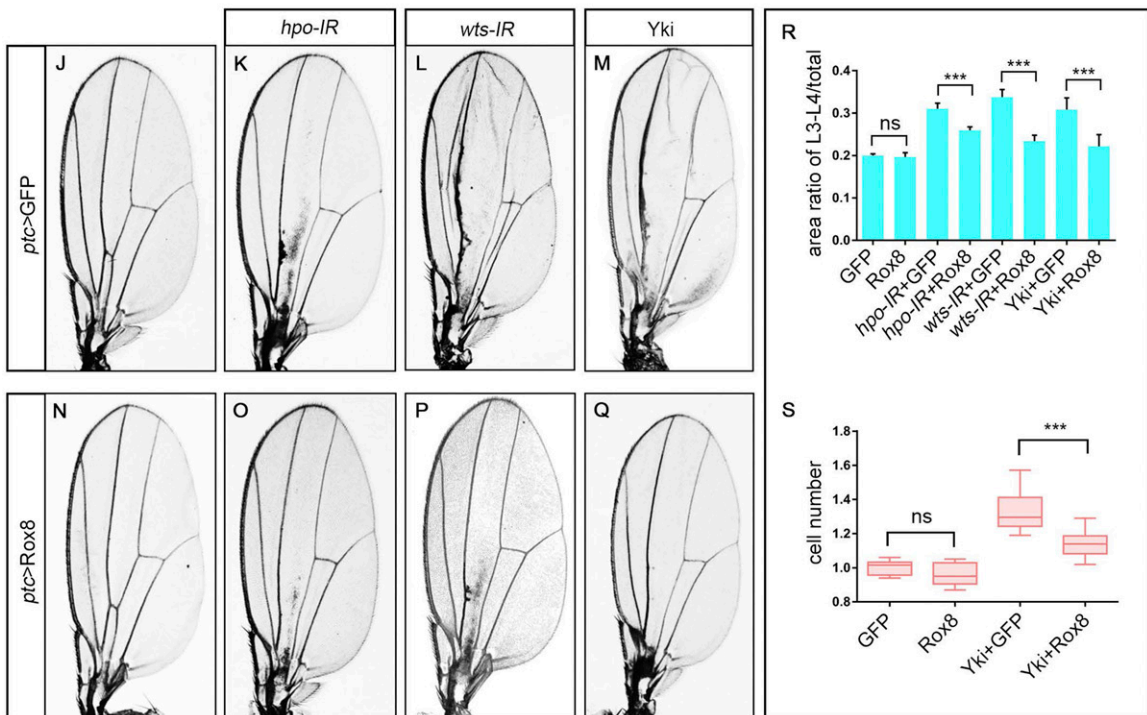 hpo-IR
wts-IR
Yki
ptc>GFP
J
K
L
M
ptc>Rox8
N
O
P
Q
R
area ratio of L3-L4/total
0.4
0.3
0.2
0.1
0.0
ns
***
***
***
GFP
Rox8
hpo-IR+GFP
hpo-IR+Rox8
wts-IR+GFP
wts-IR+Rox8
Yki+GFP
Yki+Rox8
S
cell number
1.8
1.6
1.4
1.2
1.0
0.8
ns
***
GFP
Rox8
Yki+GFP
Yki+Rox8